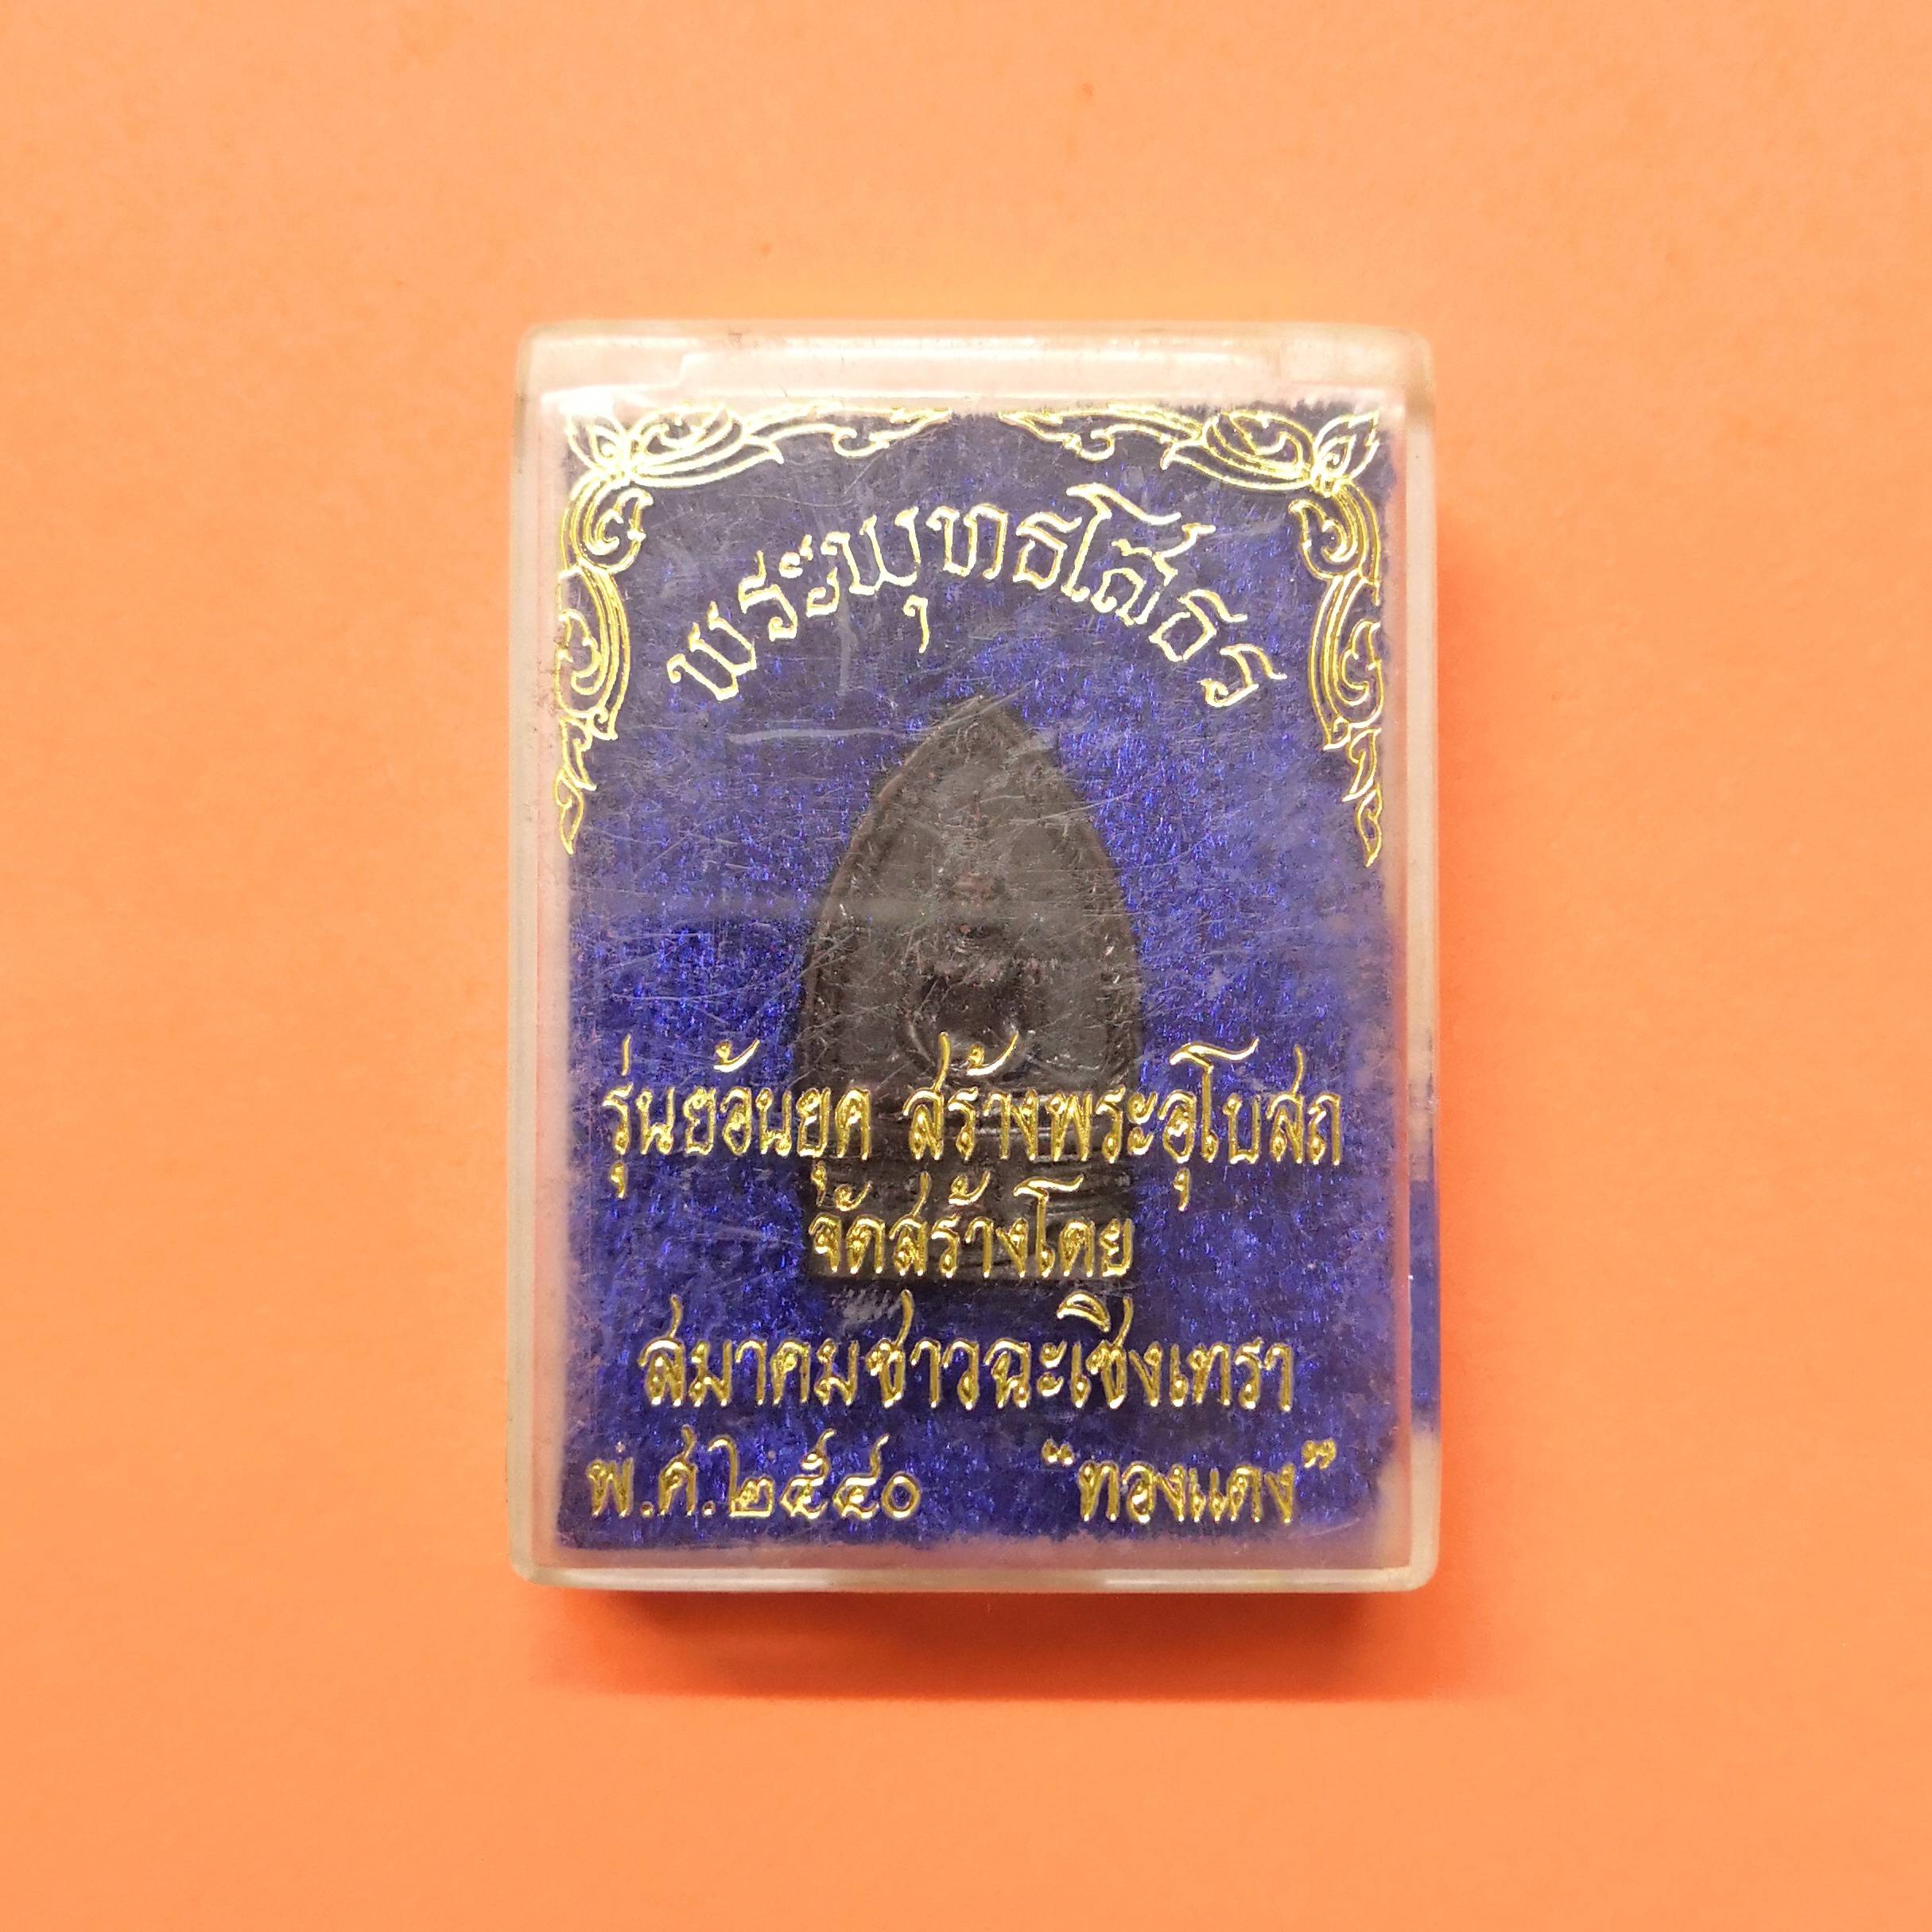 พระพุทธโสธร
รุ่นย้อนยุค สร้างพระอุโบสถ
จัดสร้างโดย
สมาคมชาวฉะเชิงเทรา
พ.ศ.๒๕๔๐ “ทองแดง”